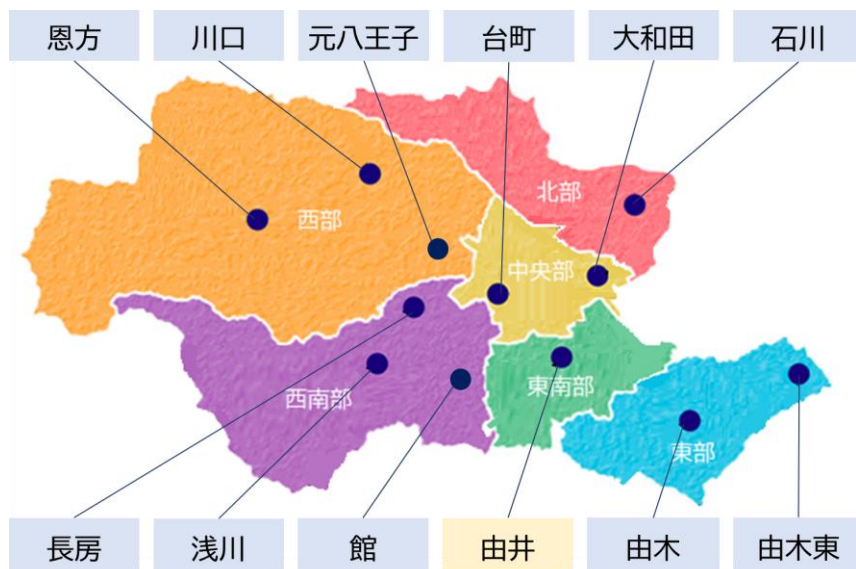 恩方
川口
元八王子
台町
大和田
石川
北部
西部
中央部
西南部
東南部
東部
長房
浅川
館
由井
由木
由木東